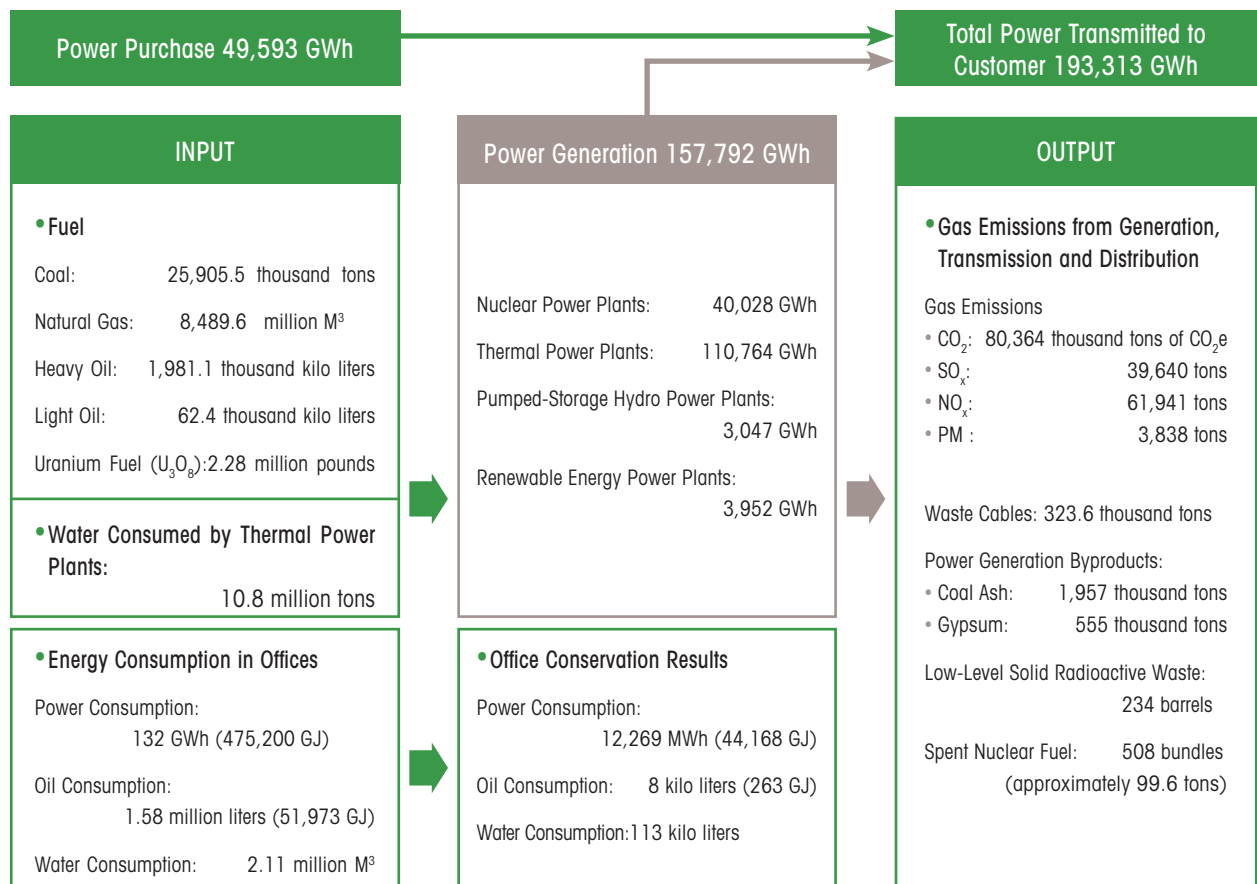 Power Purchase 49,593 GWh
Total Power Transmitted to
Customer 193,313 GWh
INPUT
• Fuel
Coal: 25,905.5 thousand tons
Natural Gas: 8,489.6 million M³
Heavy Oil: 1,981.1 thousand kilo liters
Light Oil: 62.4 thousand kilo liters
Uranium Fuel (U₃O₈):2.28 million pounds
• Water Consumed by Thermal Power
Plants:
10.8 million tons
• Energy Consumption in Offices
Power Consumption:
132 GWh (475,200 GJ)
Oil Consumption:
1.58 million liters (51,973 GJ)
Water Consumption: 2.11 million M³
Power Generation 157,792 GWh
Nuclear Power Plants: 40,028 GWh
Thermal Power Plants: 110,764 GWh
Pumped-Storage Hydro Power Plants:
3,047 GWh
Renewable Energy Power Plants:
3,952 GWh
• Office Conservation Results
Power Consumption:
12,269 MWh (44,168 GJ)
Oil Consumption: 8 kilo liters (263 GJ)
Water Consumption:113 kilo liters
OUTPUT
• Gas Emissions from Generation,
Transmission and Distribution
Gas Emissions
• CO₂: 80,364 thousand tons of CO₂e
• SOₓ: 39,640 tons
• NOₓ: 61,941 tons
• PM : 3,838 tons
Waste Cables: 323.6 thousand tons
Power Generation Byproducts:
• Coal Ash: 1,957 thousand tons
• Gypsum: 555 thousand tons
Low-Level Solid Radioactive Waste:
234 barrels
Spent Nuclear Fuel: 508 bundles
(approximately 99.6 tons)